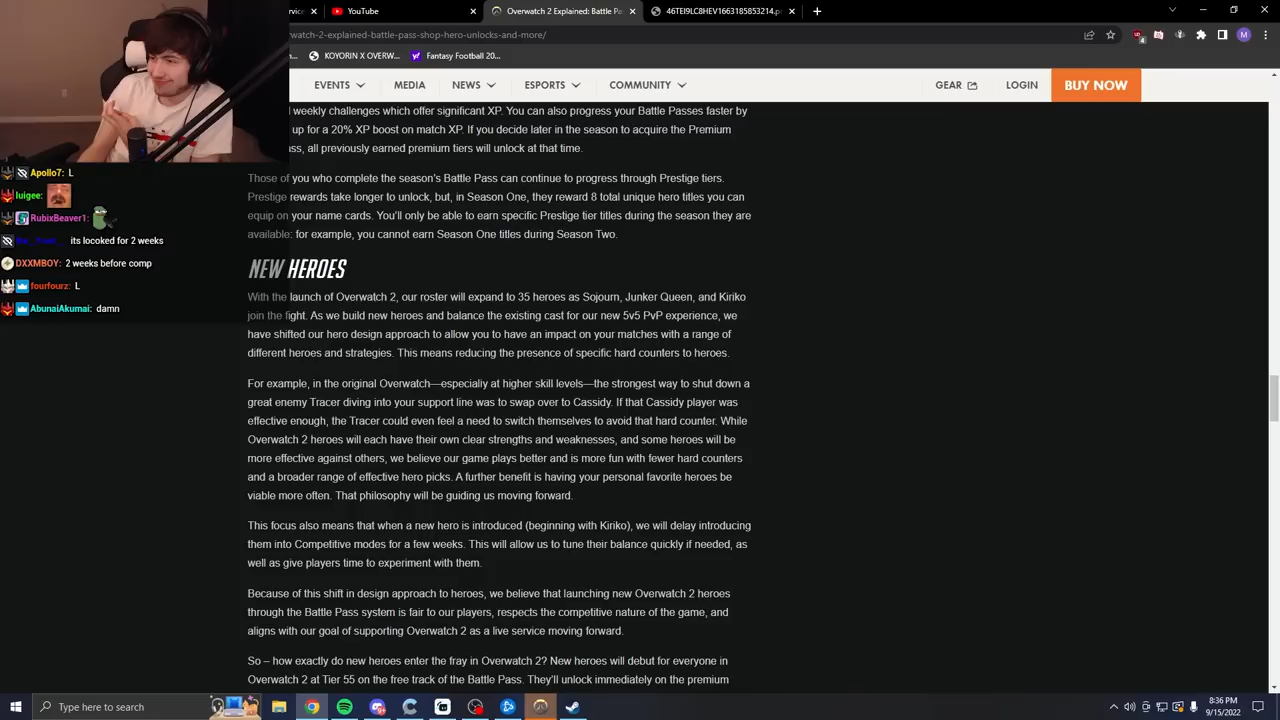 YouTube
Overwatch 2 Explained: Battle Pa
46TEI9LC8HEV1663185853214.p
watch-2-explained-battle-pass-shop-hero-unlocks-and-more/
KOYORIN X OVERW...
Fantasy Football 20...
EVENTS
MEDIA
NEWS
ESPORTS
COMMUNITY
GEAR
LOGIN
BUY NOW
weekly challenges which offer significant XP. You can also progress your Battle Passes faster by
up for a 20% XP boost on match XP. If you decide later in the season to acquire the Premium
ass, all previously earned premium tiers will unlock at that time.
Those of you who complete the season's Battle Pass can continue to progress through Prestige tiers.
Prestige rewards take longer to unlock, but, in Season One, they reward 8 total unique hero titles you can
equip on your name cards. You'll only be able to earn specific Prestige tier titles during the season they are
available: for example, you cannot earn Season One titles during Season Two.
NEW HEROES
With the launch of Overwatch 2, our roster will expand to 35 heroes as Sojourn, Junker Queen, and Kiriko
join the fight. As we build new heroes and balance the existing cast for our new 5v5 PvP experience, we
have shifted our hero design approach to allow you to have an impact on your matches with a range of
different heroes and strategies. This means reducing the presence of specific hard counters to heroes.
For example, in the original Overwatch—especially at higher skill levels—the strongest way to shut down a
great enemy Tracer diving into your support line was to swap over to Cassidy. If that Cassidy player was
effective enough, the Tracer could even feel a need to switch themselves to avoid that hard counter. While
Overwatch 2 heroes will each have their own clear strengths and weaknesses, and some heroes will be
more effective against others, we believe our game plays better and is more fun with fewer hard counters
and a broader range of effective hero picks. A further benefit is having your personal favorite heroes be
viable more often. That philosophy will be guiding us moving forward.
This focus also means that when a new hero is introduced (beginning with Kiriko), we will delay introducing
them into Competitive modes for a few weeks. This will allow us to tune their balance quickly if needed, as
well as give players time to experiment with them.
Because of this shift in design approach to heroes, we believe that launching new Overwatch 2 heroes
through the Battle Pass system is fair to our players, respects the competitive nature of the game, and
aligns with our goal of supporting Overwatch 2 as a live service moving forward.
So – how exactly do new heroes enter the fray in Overwatch 2? New heroes will debut for everyone in
Overwatch 2 at Tier 55 on the free track of the Battle Pass. They'll unlock immediately on the premium
Apollo7: L
luigee:
RubixBeaver1:
its locoked for 2 weeks
DXXMBOY: 2 weeks before comp
fourfourz: L
AbunaiAkumai: damn
Type here to search
8:36 PM
9/15/2022